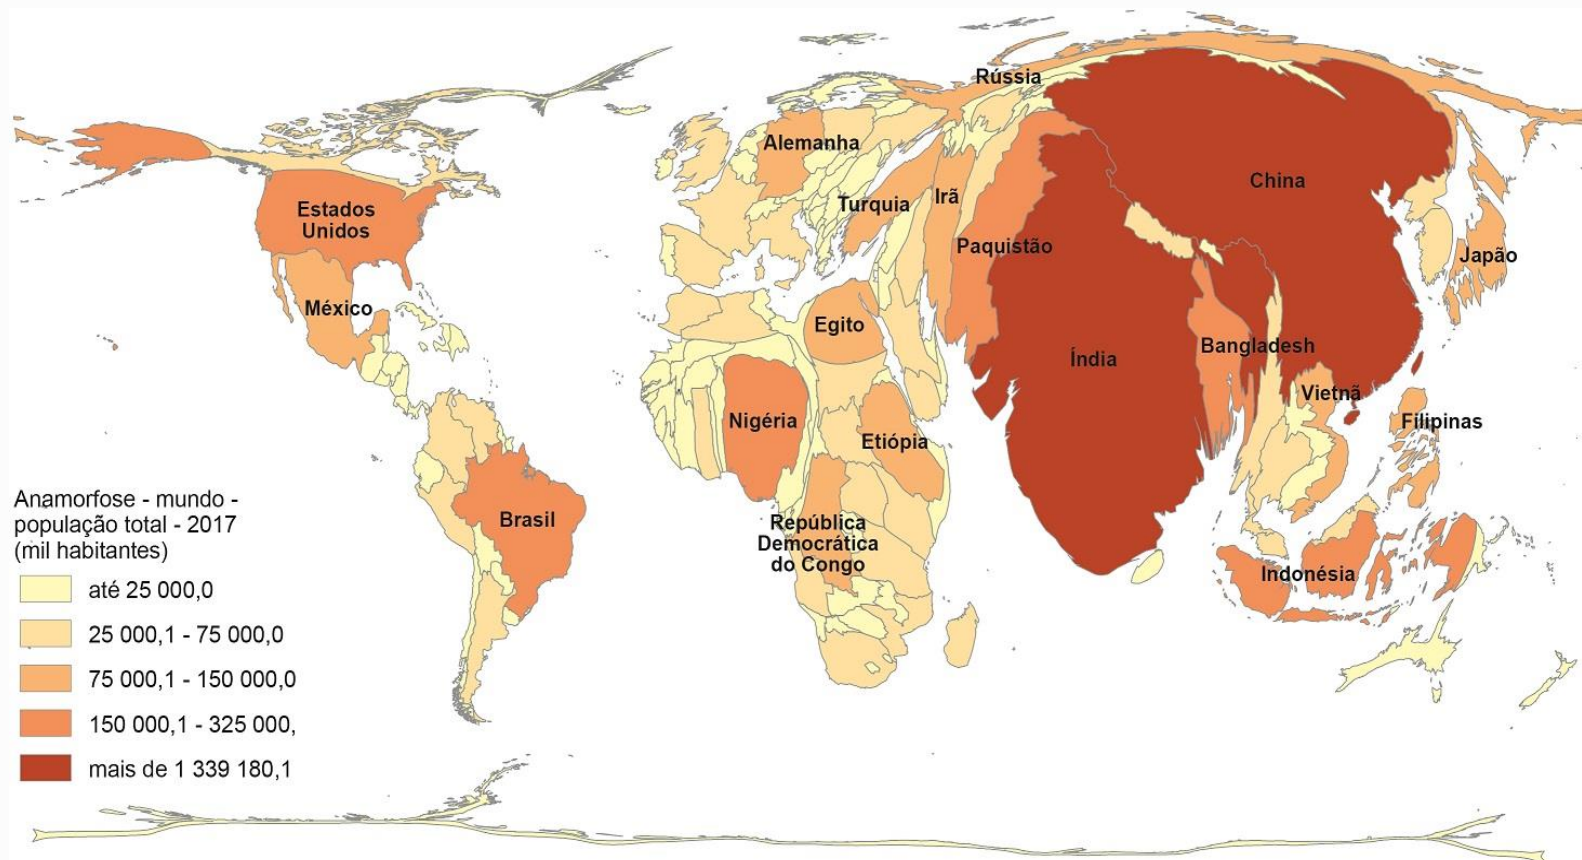 Rússia
Alemanha
China
Estados
Unidos
Turquia
Irã
Paquistão
Japão
México
Egito
Bangladesh
Índia
Vietnã
Nigéria
Etiópia
Filipinas
Brasil
República
Democrática
do Congo
Indonésia
Anamorfose - mundo -
população total - 2017
(mil habitantes)
até 25 000,0
25 000,1 - 75 000,0
75 000,1 - 150 000,0
150 000,1 - 325 000,
mais de 1 339 180,1